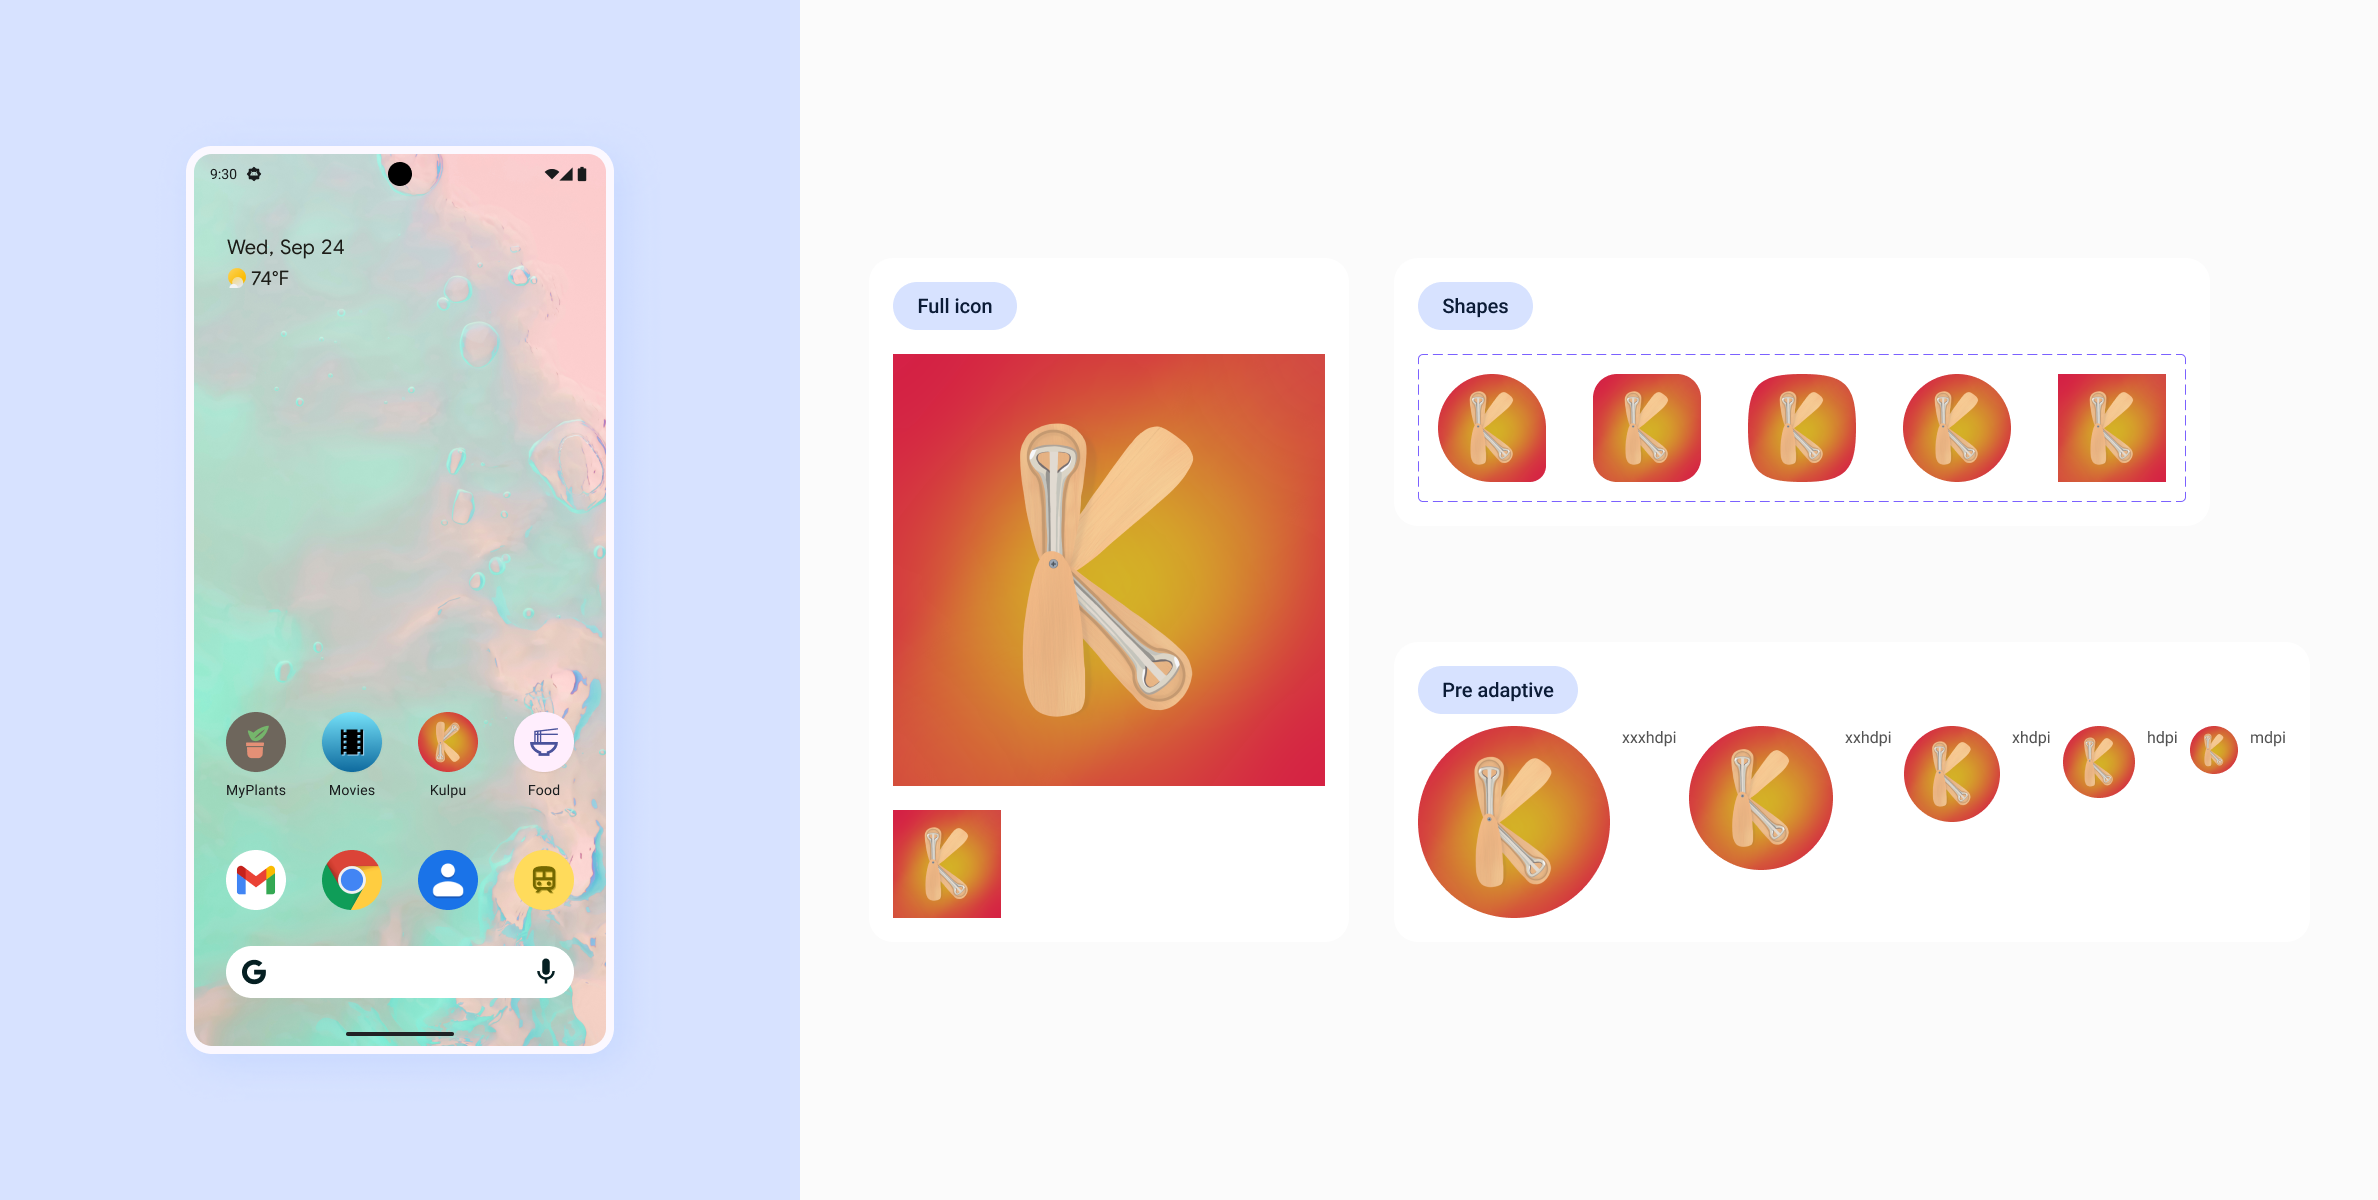 9:30
Wed, Sep 24
74°F
MyPlants
Movies
Kulpu
Food
G
Full icon
Shapes
Pre adaptive
xxxhdpi
xxhdpi
xhdpi
hdpi
mdpi